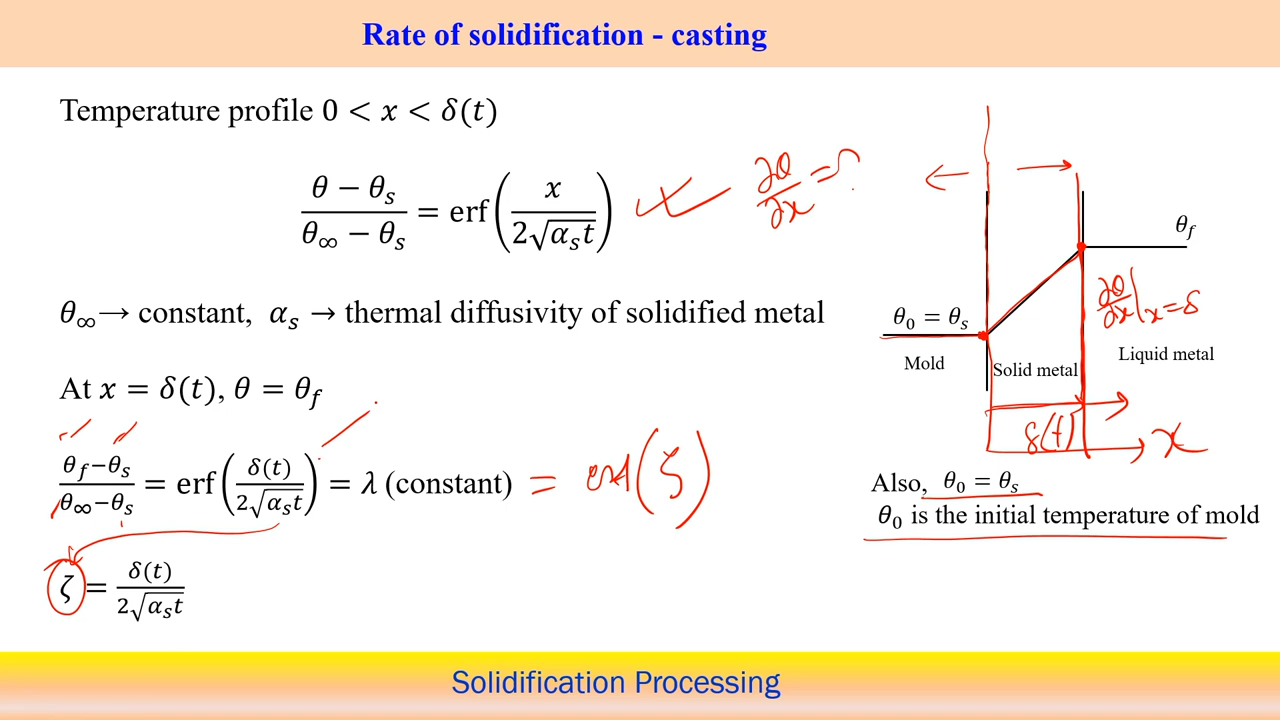 Rate of solidification - casting
Temperature profile 0 < x < δ(t)
(θ − θ_s)/(θ_∞ − θ_s) = erf(x/(2√(α_s t)))
∂θ/∂x =
θ_f
θ_∞ → constant, α_s → thermal diffusivity of solidified metal
θ_0 = θ_s
∂θ/∂x|x=δ
Mold
Solid metal
Liquid metal
At x = δ(t), θ = θ_f
δ(t)
x
(θ_f−θ_s)/(θ_∞−θ_s) = erf(δ(t)/(2√(α_s t))) = λ (constant) = erf(ζ)
Also, θ_0 = θ_s
θ_0 is the initial temperature of mold
ζ = δ(t)/(2√(α_s t))
Solidification Processing